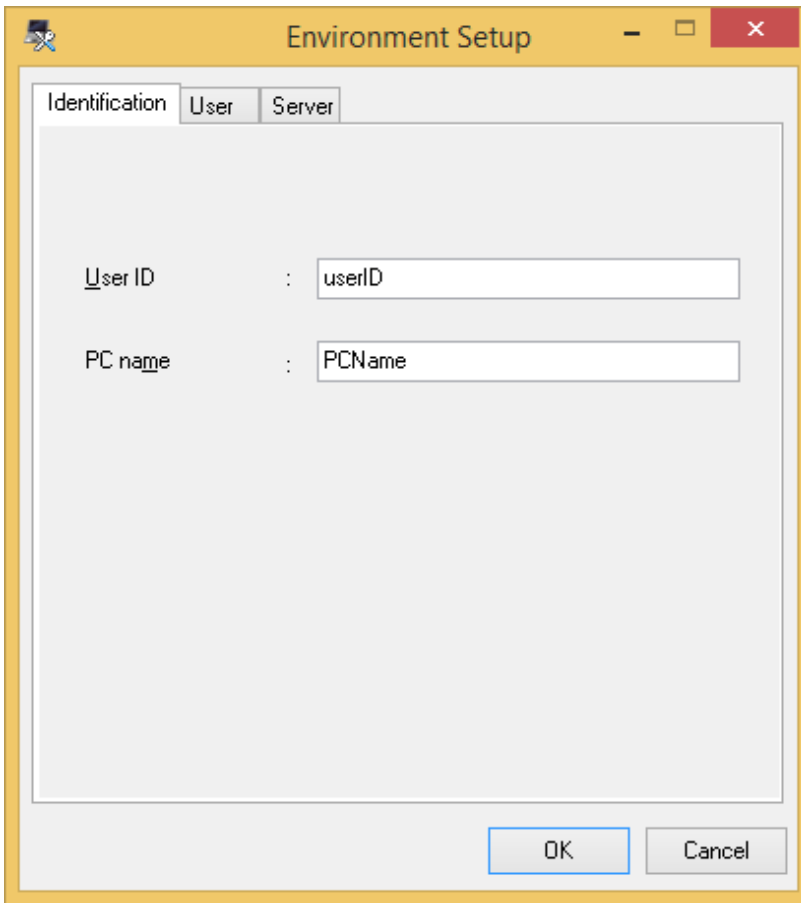 Environment Setup
Identification User Server
User ID : userID
PC name : PCName
OK Cancel